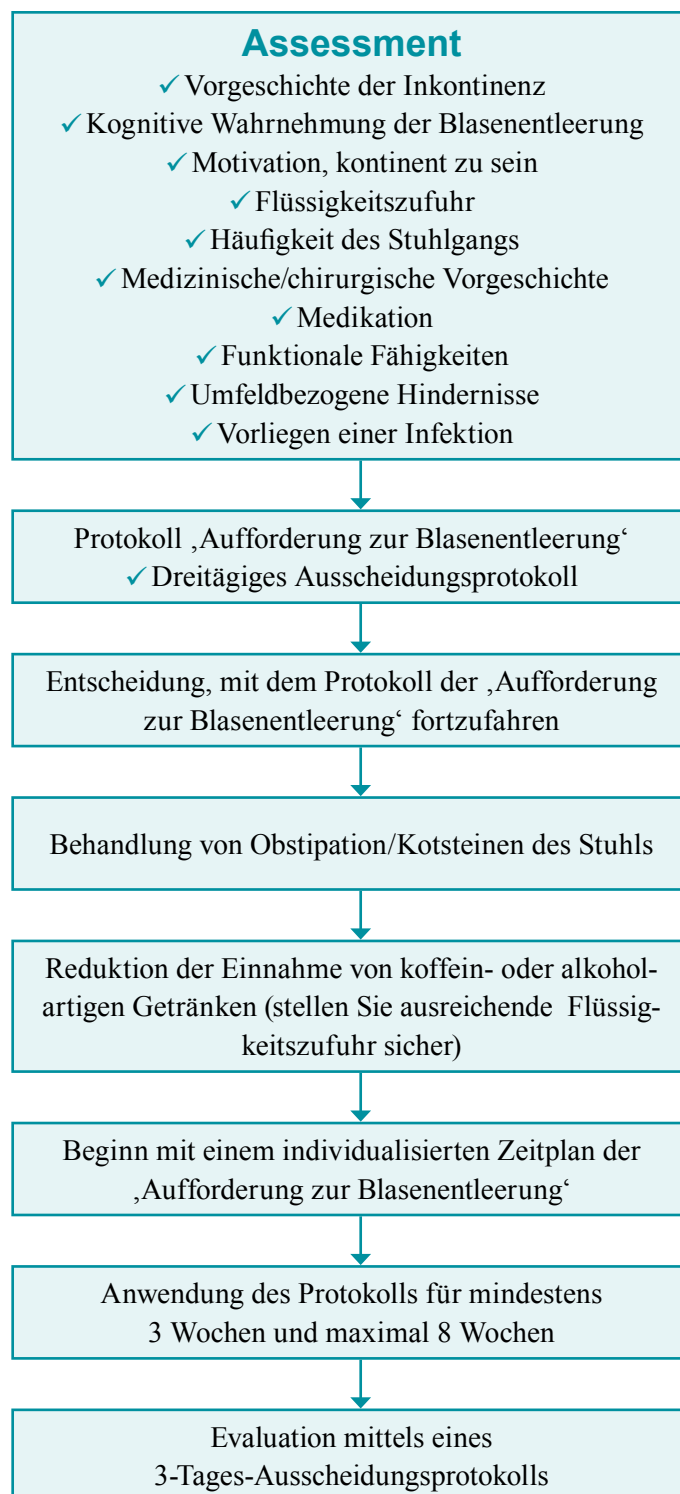 Assessment
✓ Vorgeschichte der Inkontinenz
✓ Kognitive Wahrnehmung der Blasenentleerung
✓ Motivation, kontinent zu sein
✓ Flüssigkeitszufuhr
✓ Häufigkeit des Stuhlgangs
✓ Medizinische/chirurgische Vorgeschichte
✓ Medikation
✓ Funktionale Fähigkeiten
✓ Umfeldbezogene Hindernisse
✓ Vorliegen einer Infektion
Protokoll ‚Aufforderung zur Blasenentleerung‘
✓ Dreitägiges Ausscheidungsprotokoll
Entscheidung, mit dem Protokoll der ‚Aufforderung
zur Blasenentleerung‘ fortzufahren
Behandlung von Obstipation/Kotsteinen des Stuhls
Reduktion der Einnahme von koffein- oder alkohol-
artigen Getränken (stellen Sie ausreichende Flüssig-
keitszufuhr sicher)
Beginn mit einem individualisierten Zeitplan der
‚Aufforderung zur Blasenentleerung‘
Anwendung des Protokolls für mindestens
3 Wochen und maximal 8 Wochen
Evaluation mittels eines
3-Tages-Ausscheidungsprotokolls